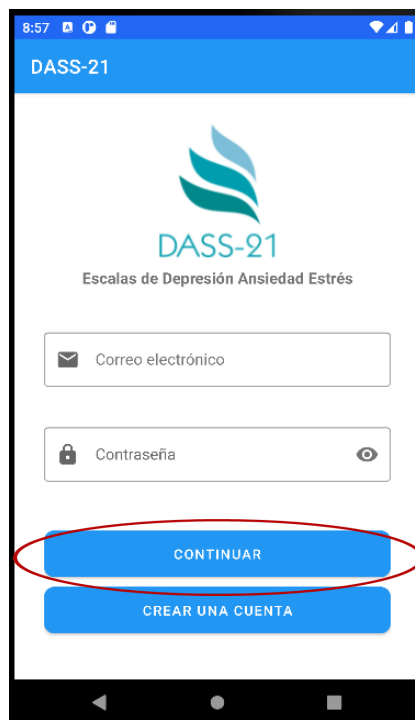 8:57
DASS-21
DASS-21
Escalas de Depresión Ansiedad Estrés
Correo electrónico
Contraseña
CONTINUAR
CREAR UNA CUENTA